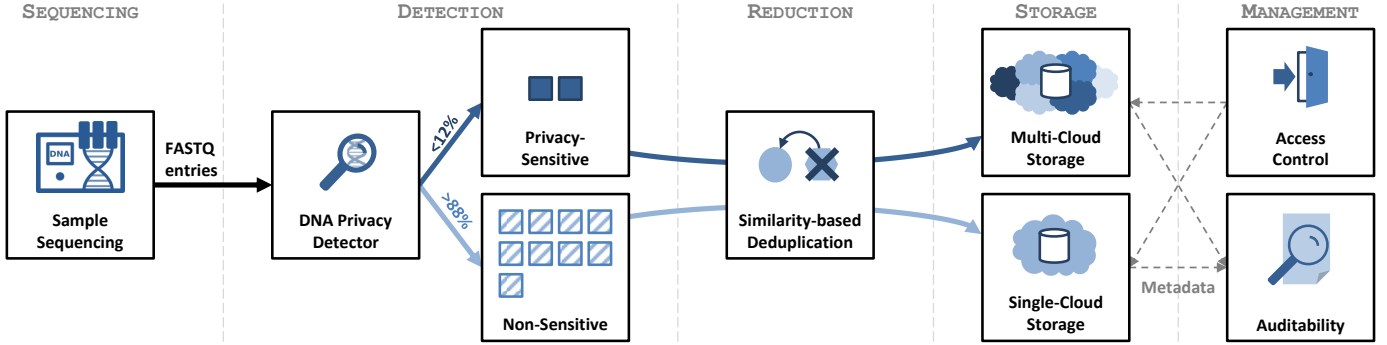 SEQUENCING
DETECTION
REDUCTION
STORAGE
MANAGEMENT
DNA
Sample
Sequencing
FASTQ
entries
DNA Privacy
Detector
<12%
>88%
Privacy-
Sensitive
Non-Sensitive
Similarity-based
Deduplication
Multi-Cloud
Storage
Single-Cloud
Storage
Metadata
Access
Control
Auditability